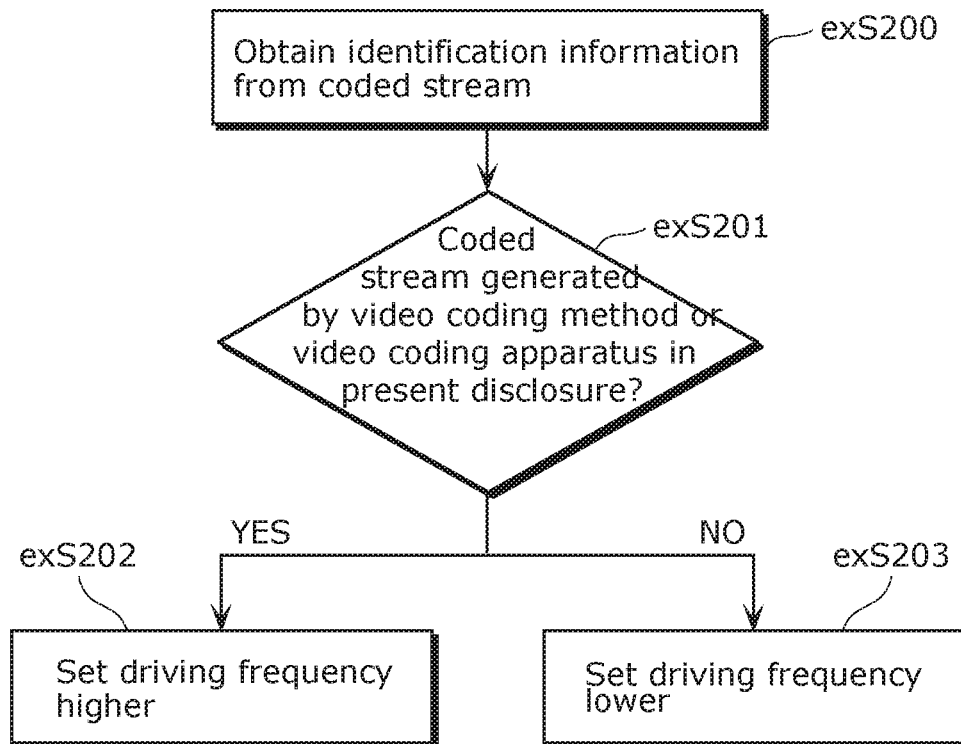 exS200
Obtain identification information
from coded stream
exS201
Coded
stream generated
by video coding method or
video coding apparatus in
present disclosure?
YES
NO
exS202
exS203
Set driving frequency
higher
Set driving frequency
lower